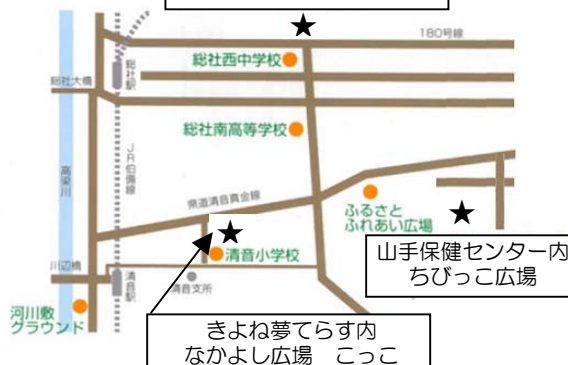 180号線
総社西中学校
総社駅
総社大橋
総社南高等学校
高梁川
JR伯備線
県道清音真金線
ふるさと
ふれあい広場
山手保健センター内
ちびっこ広場
清音小学校
川辺橋
清音駅
清音支所
河川敷
グラウンド
きよね夢てらす内
なかよし広場　こっこ